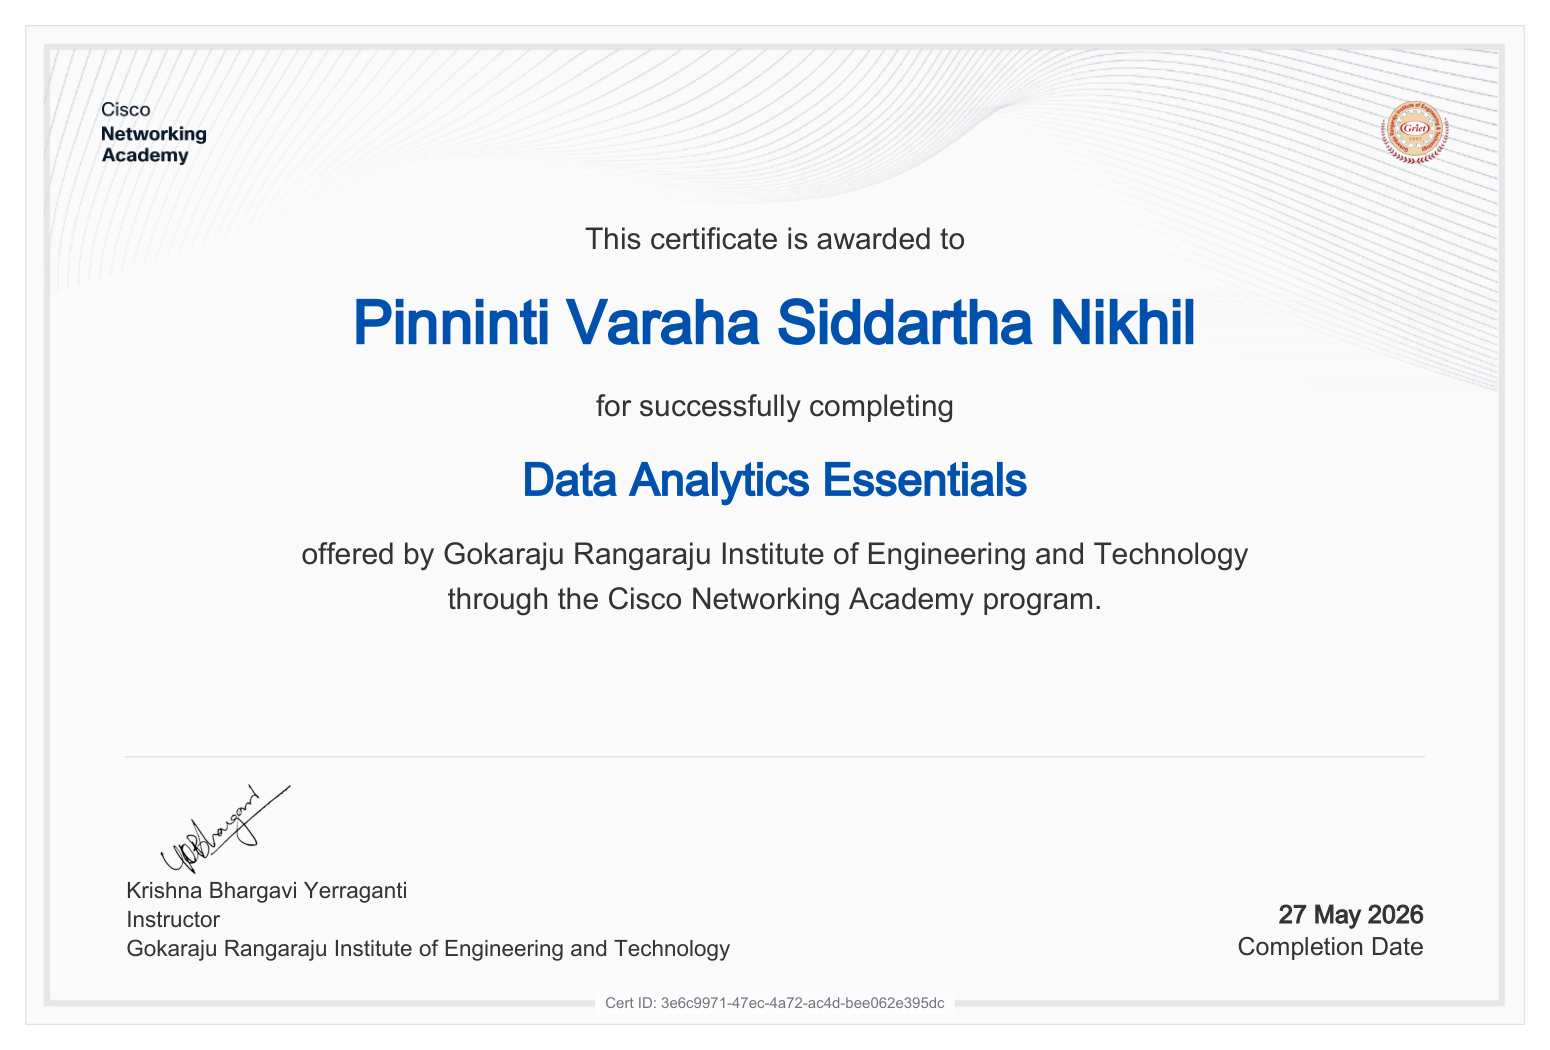 Cisco
Networking
Academy
Griet
1997
This certificate is awarded to
Pinninti Varaha Siddartha Nikhil
for successfully completing
Data Analytics Essentials
offered by Gokaraju Rangaraju Institute of Engineering and Technology
through the Cisco Networking Academy program.
Krishna Bhargavi Yerraganti
Instructor
Gokaraju Rangaraju Institute of Engineering and Technology
27 May 2026
Completion Date
Cert ID: 3e6c9971-47ec-4a72-ac4d-bee062e395dc